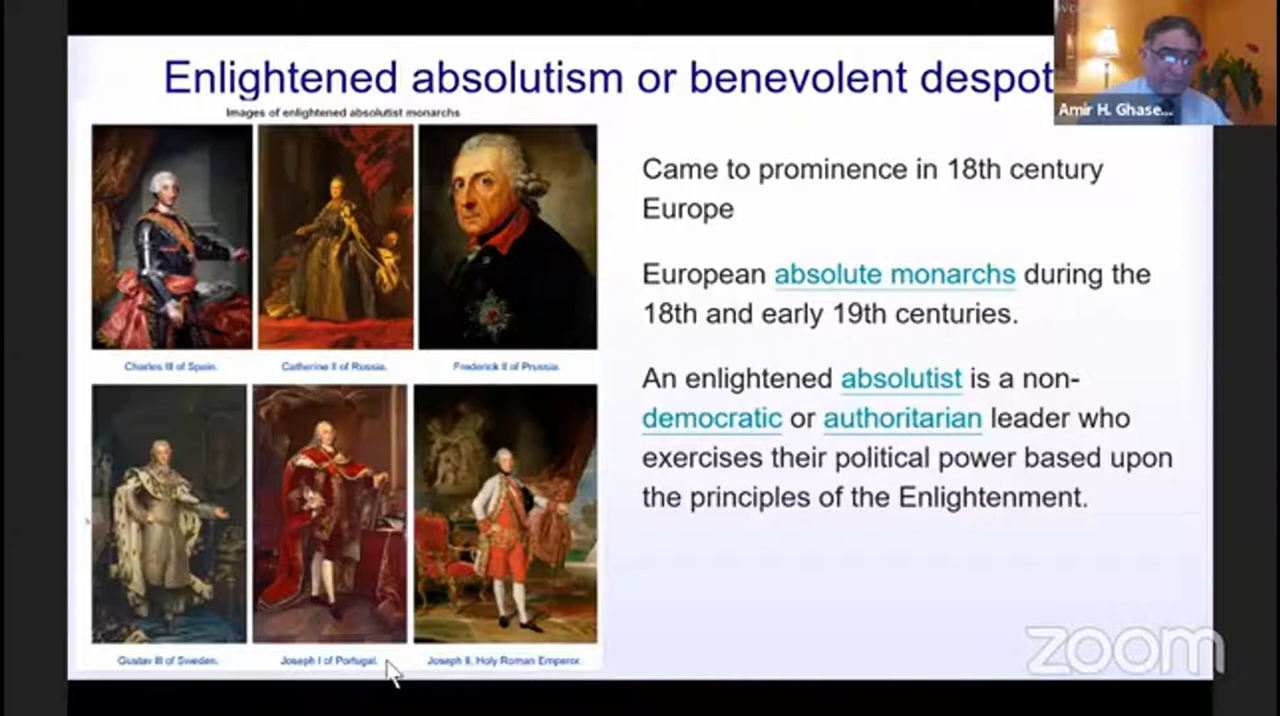 Enlightened absolutism or benevolent despot
Images of enlightened absolutist monarchs
Amir H. Ghase...
Charles III of Spain.
Catherine II of Russia.
Frederick II of Prussia.
Gustav III of Sweden.
Joseph I of Portugal.
Joseph II, Holy Roman Emperor.
Came to prominence in 18th century
Europe
European absolute monarchs during the
18th and early 19th centuries.
An enlightened absolutist is a non-
democratic or authoritarian leader who
exercises their political power based upon
the principles of the Enlightenment.
zoom